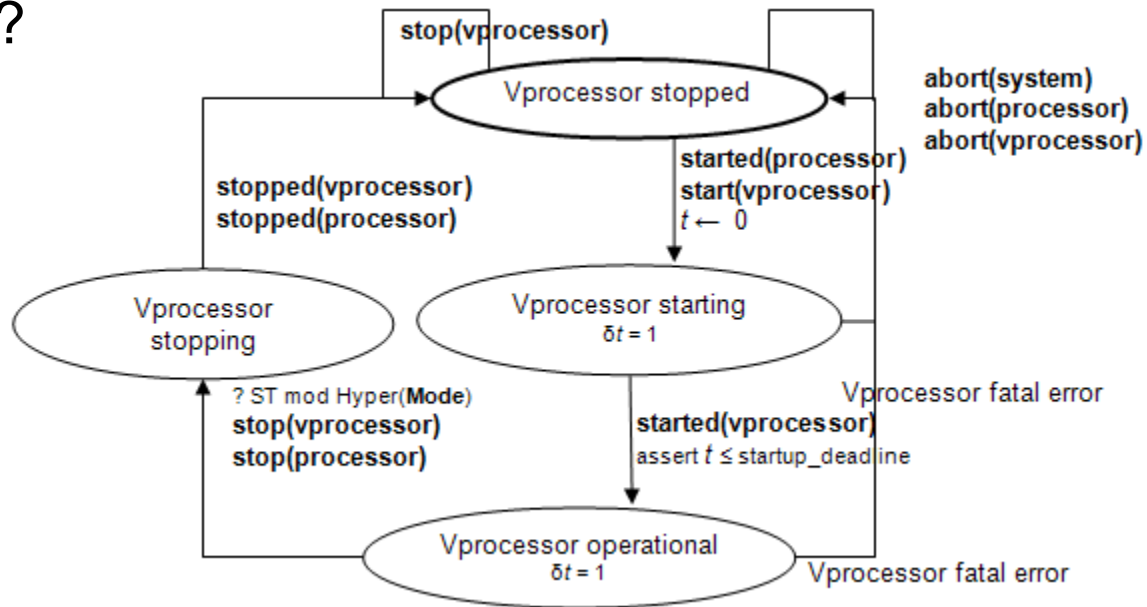 ?
stop(vprocessor)
Vprocessor stopped
abort(system)
abort(processor)
abort(vprocessor)
started(processor)
start(vprocessor)
t ← 0
stopped(vprocessor)
stopped(processor)
Vprocessor
stopping
Vprocessor starting
δt = 1
? ST mod Hyper(Mode)
stop(vprocessor)
stop(processor)
Vprocessor fatal error
started(vprocessor)
assert t ≤ startup_deadline
Vprocessor operational
δt = 1
Vprocessor fatal error